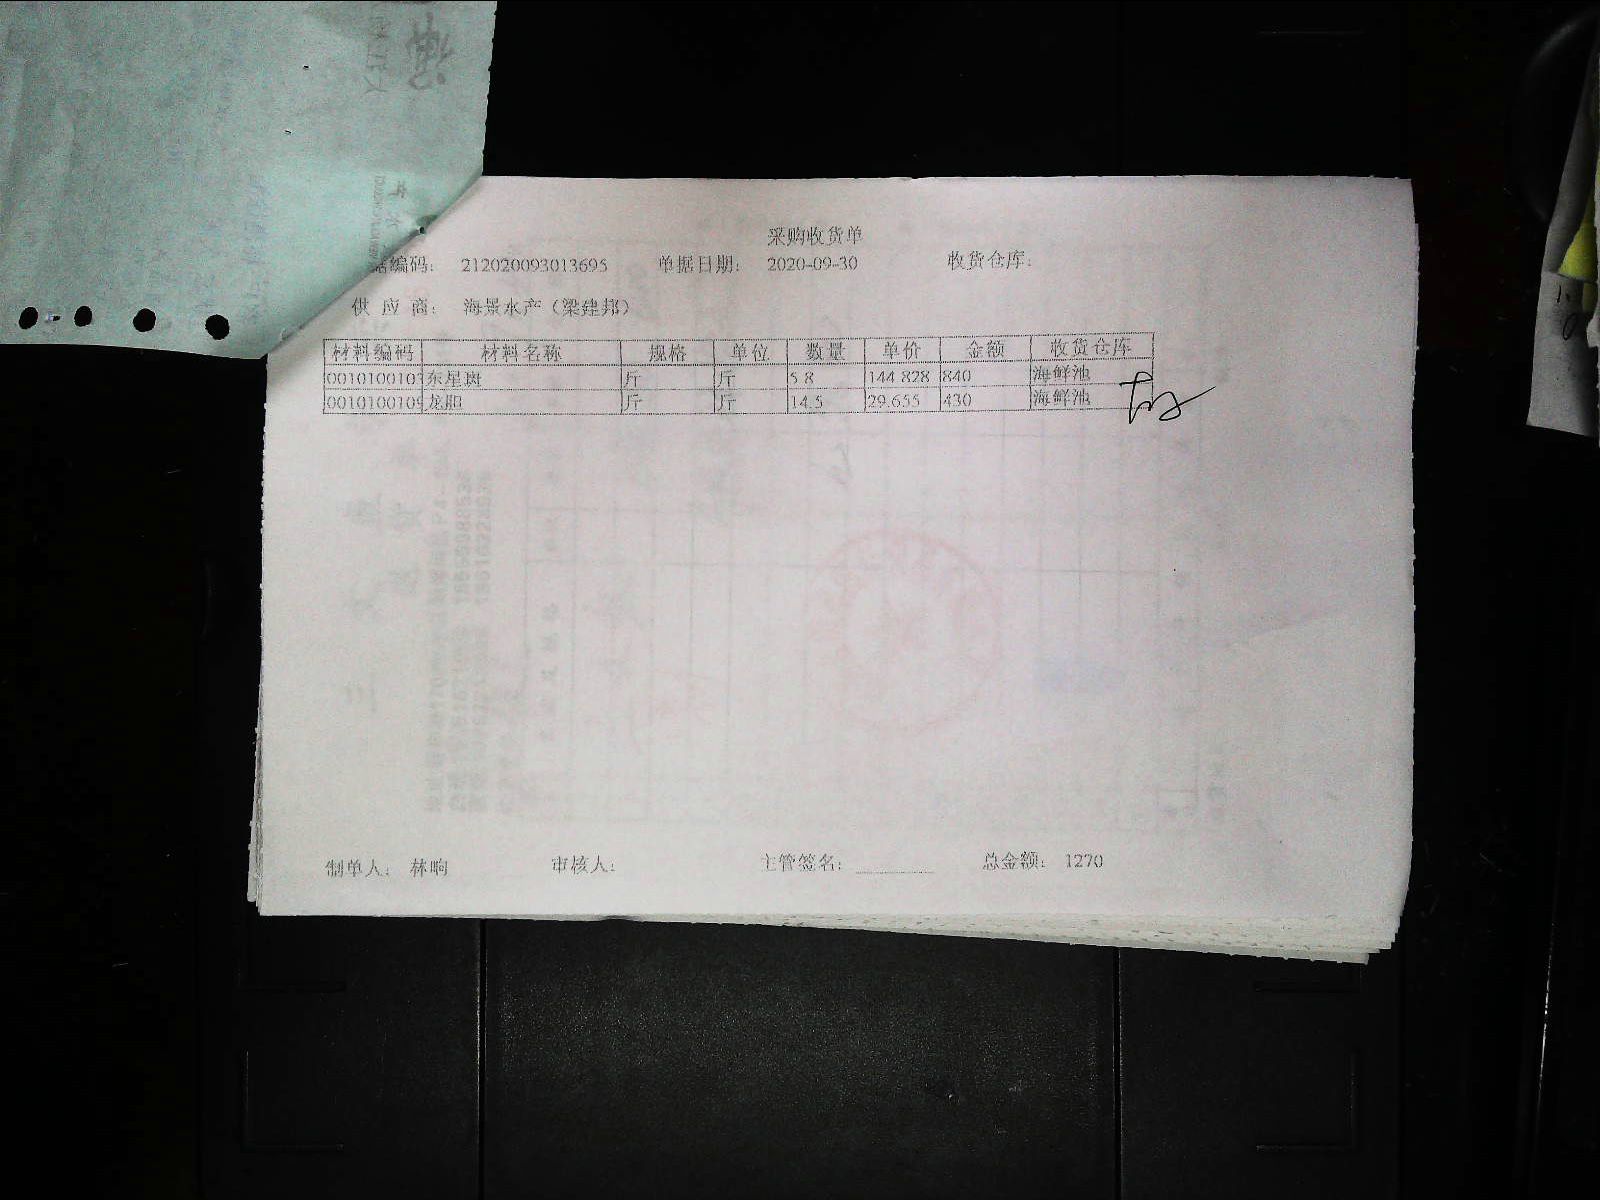 采购收货单
据编码: 212020093013695 单据日期: 2020-09-30 收货仓库:
供 应 商: 海景水产（梁建邦）
材料编码 材料名称 规格 单位 数量 单价 金额 收货仓库
0010100103 东星斑 斤 斤 5.8 144.828 840 海鲜池
0010100109 龙胆 斤 斤 14.5 29.655 430 海鲜池
制单人: 林响 审核人: 主管签名: 总金额: 1270